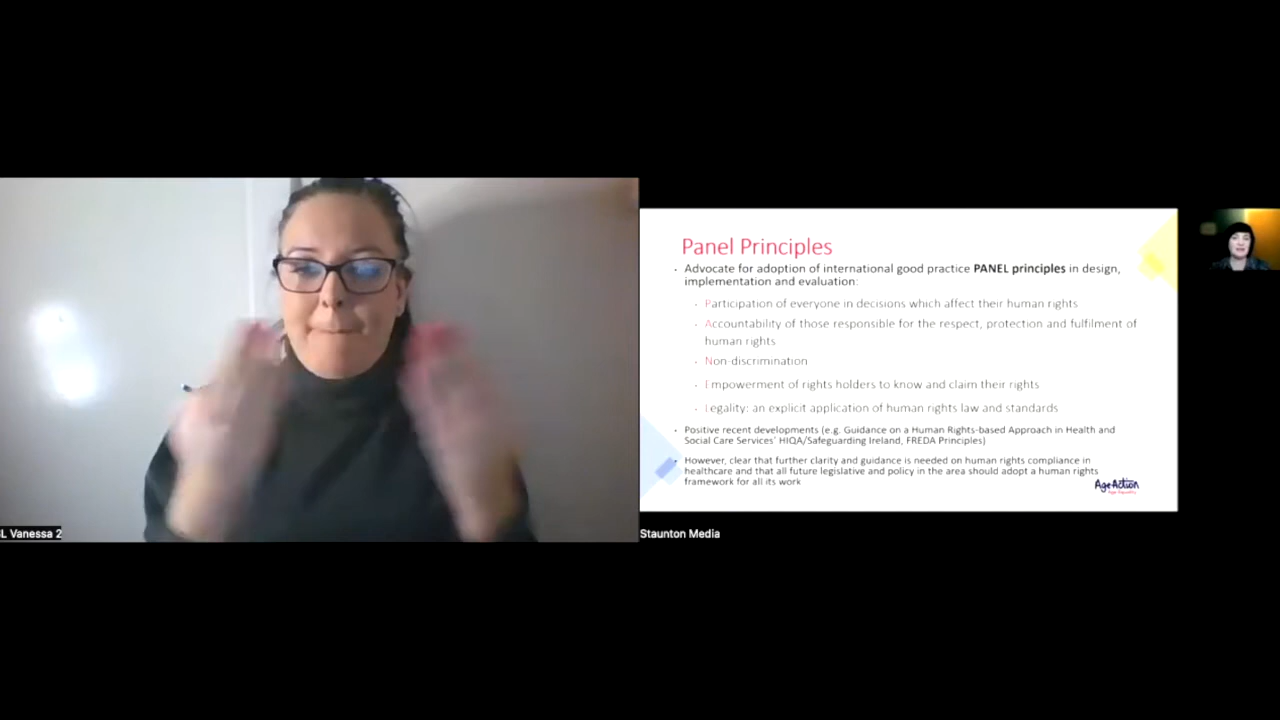 Panel Principles
Advocate for adoption of international good practice PANEL principles in design,
implementation and evaluation:
Participation of everyone in decisions which affect their human rights
Accountability of those responsible for the respect, protection and fulfilment of
human rights
Non-discrimination
Empowerment of rights holders to know and claim their rights
Legality: an explicit application of human rights law and standards
Positive recent developments (e.g. Guidance on a Human Rights-based Approach in Health and
Social Care Services' HIQA/Safeguarding Ireland, FREDA Principles)
However, clear that further clarity and guidance is needed on human rights compliance in
healthcare and that all future legislative and policy in the area should adopt a human rights
framework for all its work
Age Action
Age Equality
L Vanessa 2
Staunton Media